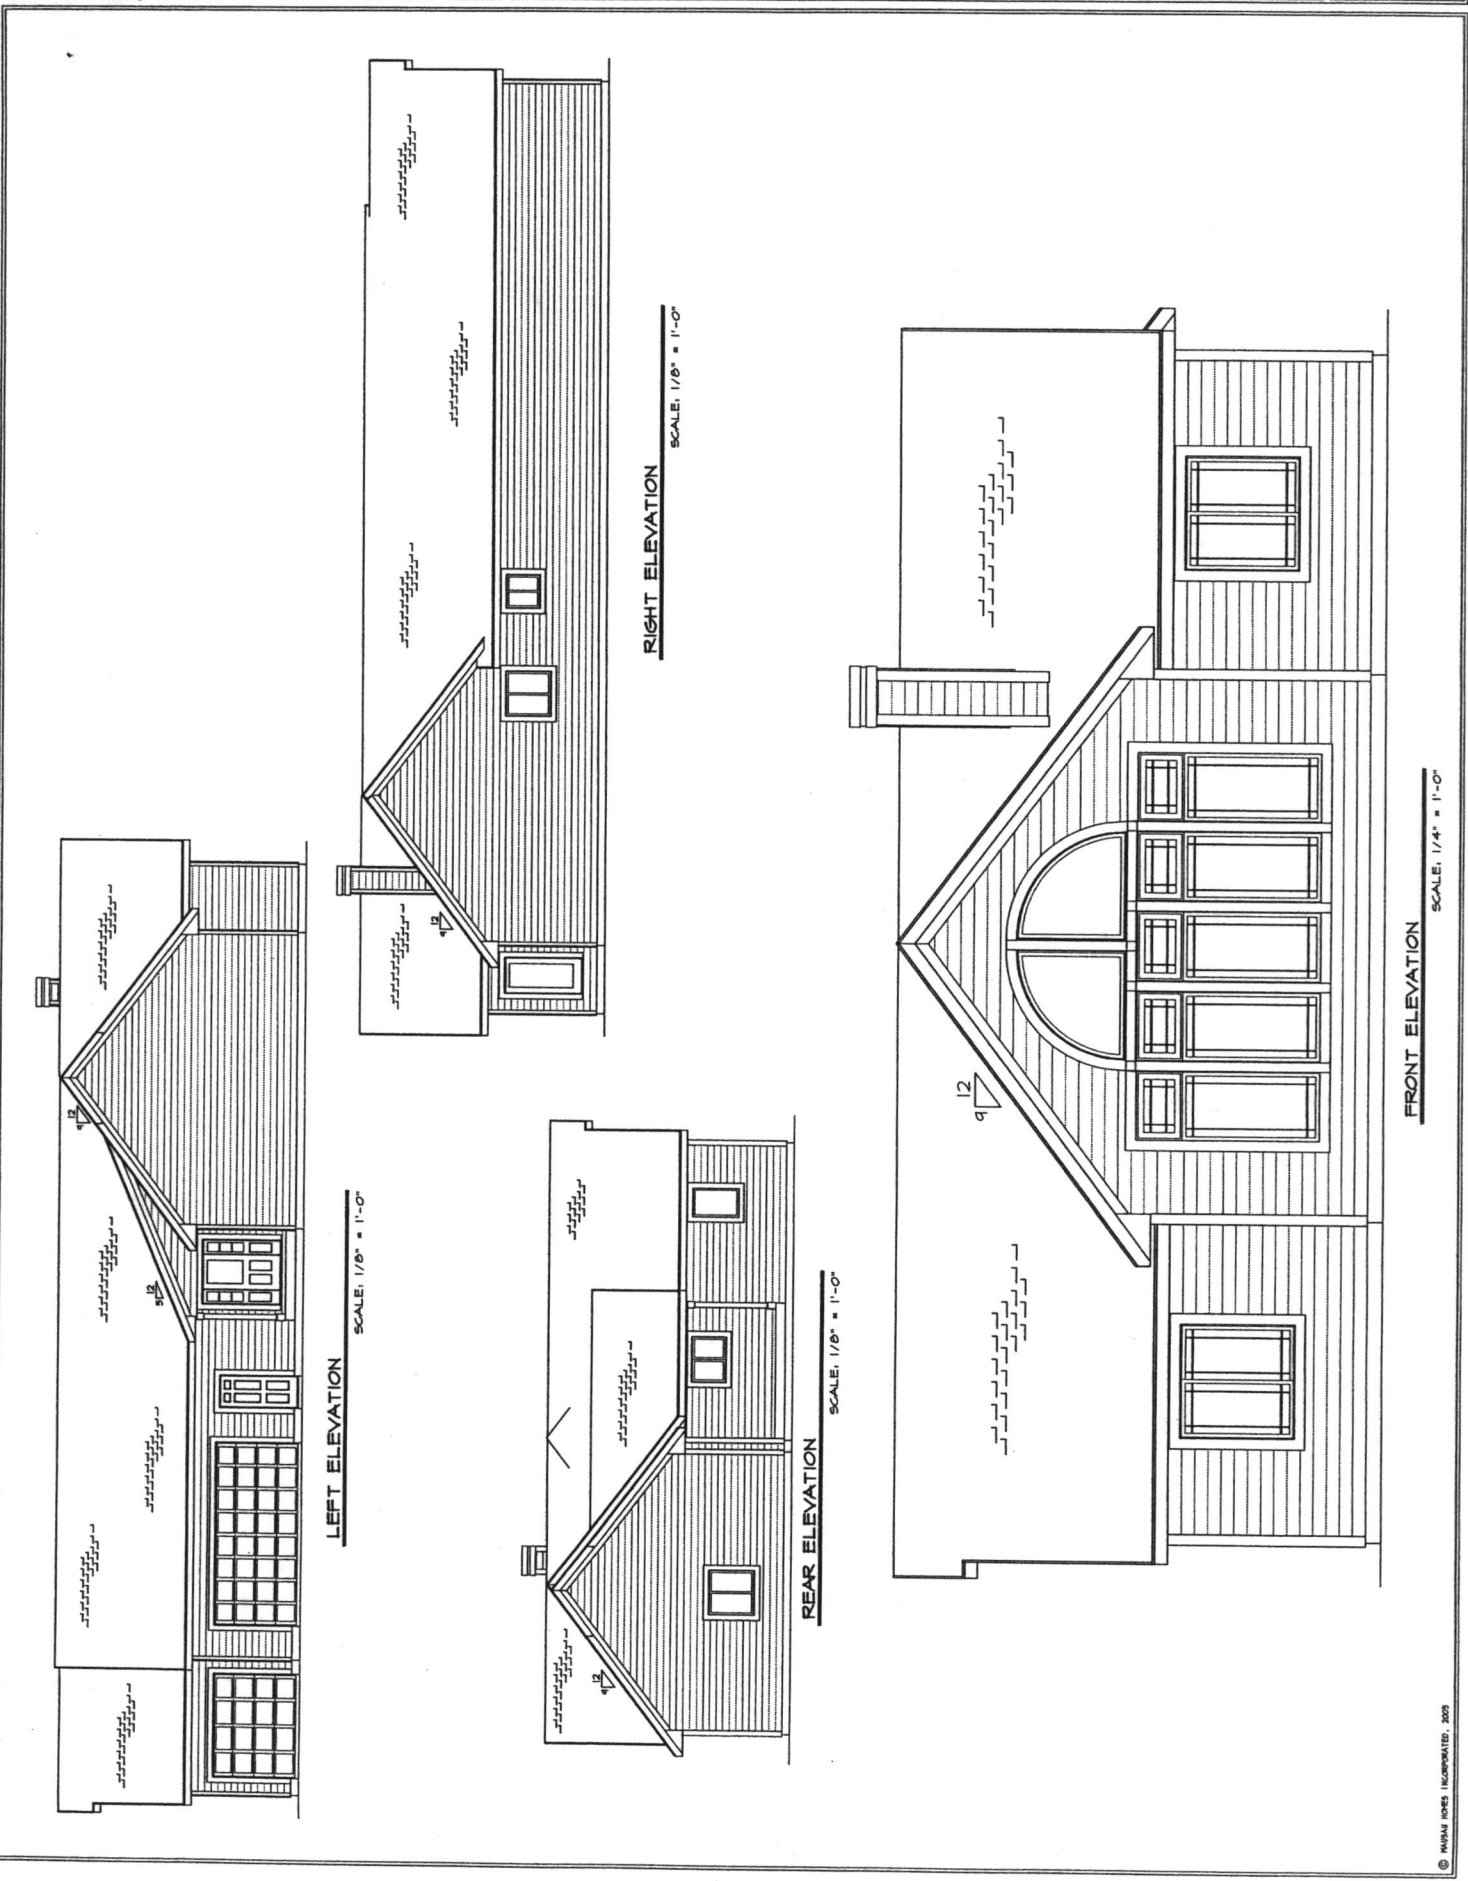 LEFT ELEVATION
SCALE: 1/8" = 1'-0"
12
9
12
5
RIGHT ELEVATION
SCALE: 1/8" = 1'-0"
12
9
REAR ELEVATION
SCALE: 1/8" = 1'-0"
12
9
FRONT ELEVATION
SCALE: 1/4" = 1'-0"
12
9
© WAUSAU HOMES INCORPORATED, 2005